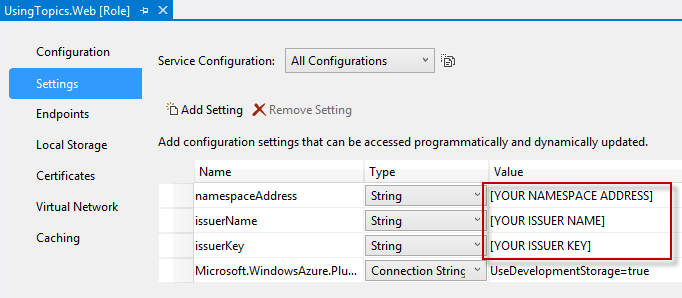 UsingTopics.Web [Role]
Configuration
Settings
Endpoints
Local Storage
Certificates
Virtual Network
Caching
Service Configuration: All Configurations
Add Setting Remove Setting
Add configuration settings that can be accessed programmatically and dynamically updated.
Name Type Value
namespaceAddress String [YOUR NAMESPACE ADDRESS]
issuerName String [YOUR ISSUER NAME]
issuerKey String [YOUR ISSUER KEY]
Microsoft.WindowsAzure.Plu... Connection String UseDevelopmentStorage=true